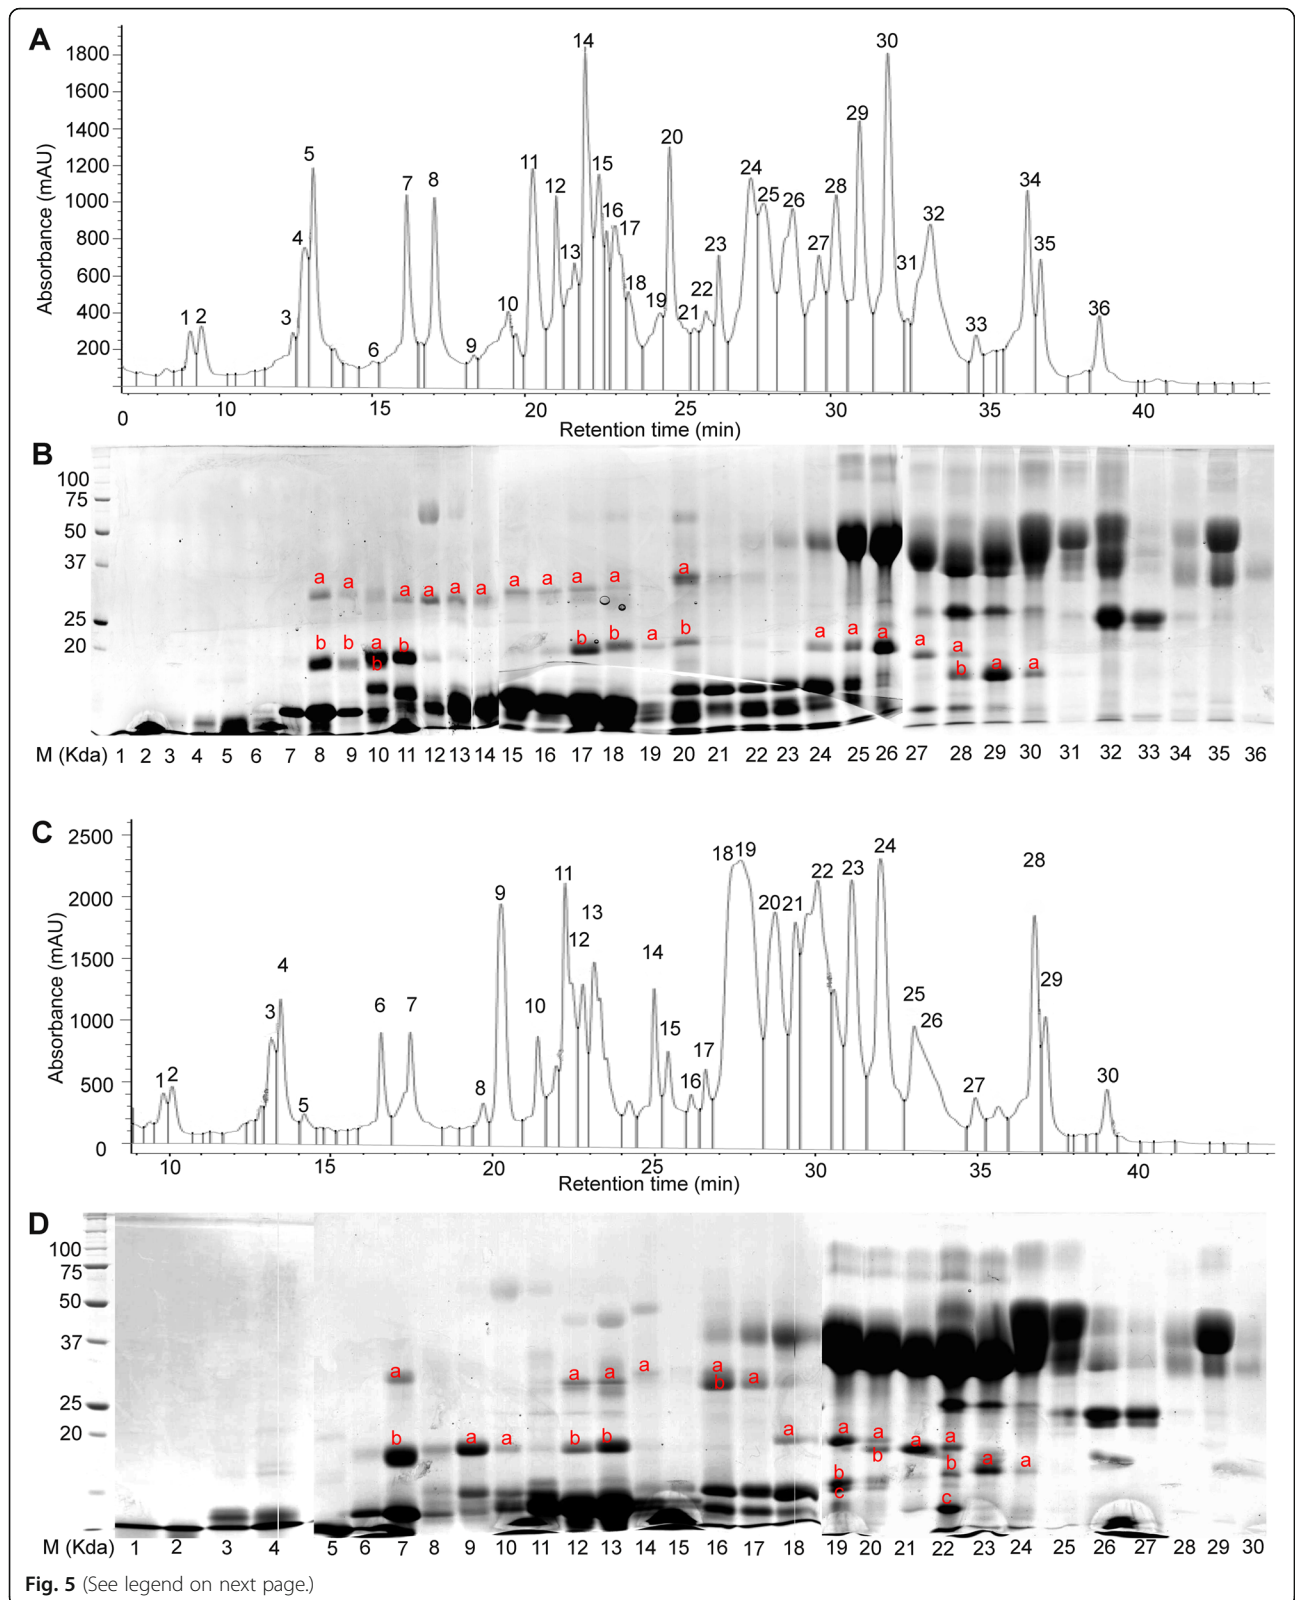 A
1800
1600
1400
1200
1000
800
600
400
200
Absorbance (mAU)
1 2 3 4 5 6 7 8 9 10 11 12 13 14 15 16 17 18 19 20 21 22 23 24 25 26 27 28 29 30 31 32 33 34 35 36
0 10 15 20 25 30 35 40
Retention time (min)
B
100
75
50
37
25
20
a a a a a a a a a a a
b b a b b b a b a a a a a
b b a a
M (Kda) 1 2 3 4 5 6 7 8 9 10 11 12 13 14 15 16 17 18 19 20 21 22 23 24 25 26 27 28 29 30 31 32 33 34 35 36
C
2500
2000
1500
1000
500
0
Absorbance (mAU)
1 2 3 4 5 6 7 8 9 10 11 12 13 14 15 16 17 18 19 20 21 22 23 24 25 26 27 28 29 30
10 15 20 25 30 35 40
Retention time (min)
D
100
75
50
37
25
20
a a a a a a
b
b a a b b a a a a
b b a a
b
c c
M (Kda) 1 2 3 4 5 6 7 8 9 10 11 12 13 14 15 16 17 18 19 20 21 22 23 24 25 26 27 28 29 30
Fig. 5 (See legend on next page.)